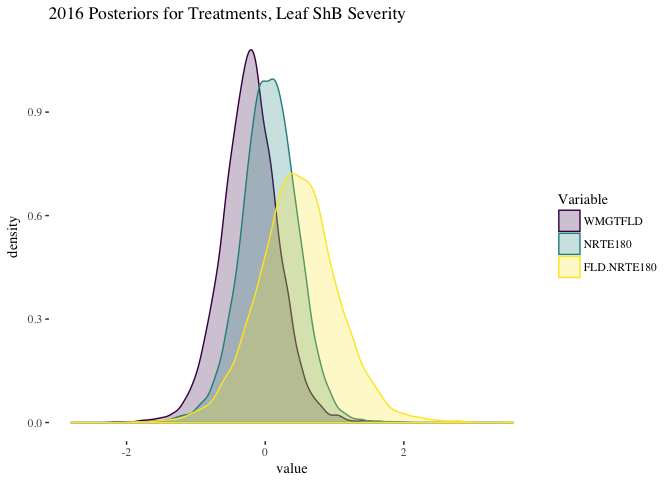 2016 Posteriors for Treatments, Leaf ShB Severity
0.9
0.6
0.3
0.0
density
-2 0 2
value
Variable
WMGTFLD
NRTE180
FLD.NRTE180